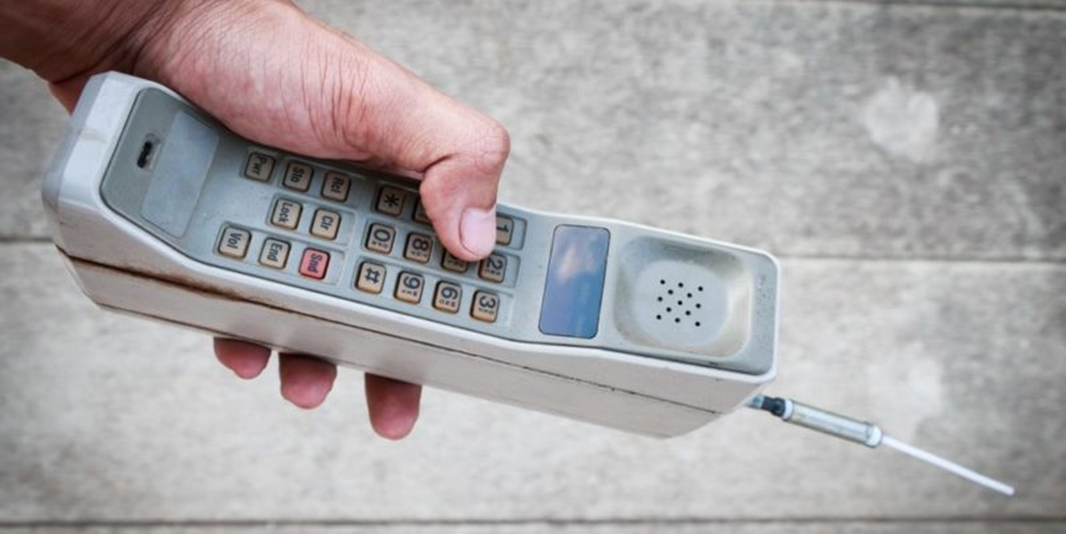 1 2 3
6
8 9
* 0 #
Rcl Clr Snd
Sto Lock End
Pwr Vol